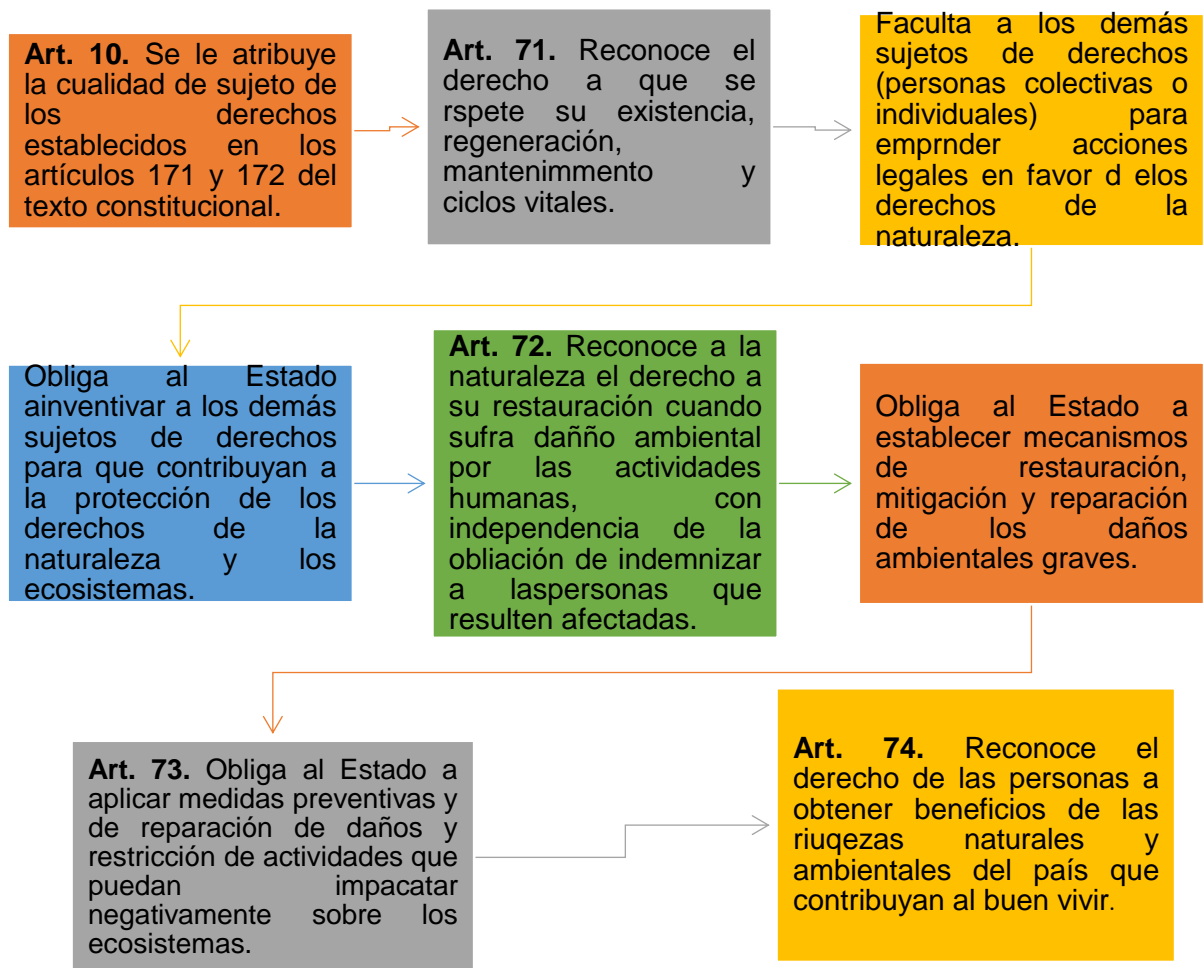 Art. 10. Se le atribuye
la cualidad de sujeto de
los derechos
establecidos en los
artículos 171 y 172 del
texto constitucional.
Art. 71. Reconoce el
derecho a que se
rspete su existencia,
regeneración,
mantenimmento y
ciclos vitales.
Faculta a los demás
sujetos de derechos
(personas colectivas o
individuales) para
emprnder acciones
legales en favor d elos
derechos de la
naturaleza.
Obliga al Estado
ainventivar a los demás
sujetos de derechos
para que contribuyan a
la protección de los
derechos de la
naturaleza y los
ecosistemas.
Art. 72. Reconoce a la
naturaleza el derecho a
su restauración cuando
sufra dañño ambiental
por las actividades
humanas, con
independencia de la
obliación de indemnizar
a laspersonas que
resulten afectadas.
Obliga al Estado a
establecer mecanismos
de restauración,
mitigación y reparación
de los daños
ambientales graves.
Art. 73. Obliga al Estado a
aplicar medidas preventivas y
de reparación de daños y
restricción de actividades que
puedan impacatar
negativamente sobre los
ecosistemas.
Art. 74. Reconoce el
derecho de las personas a
obtener beneficios de las
riuqezas naturales y
ambientales del país que
contribuyan al buen vivir.